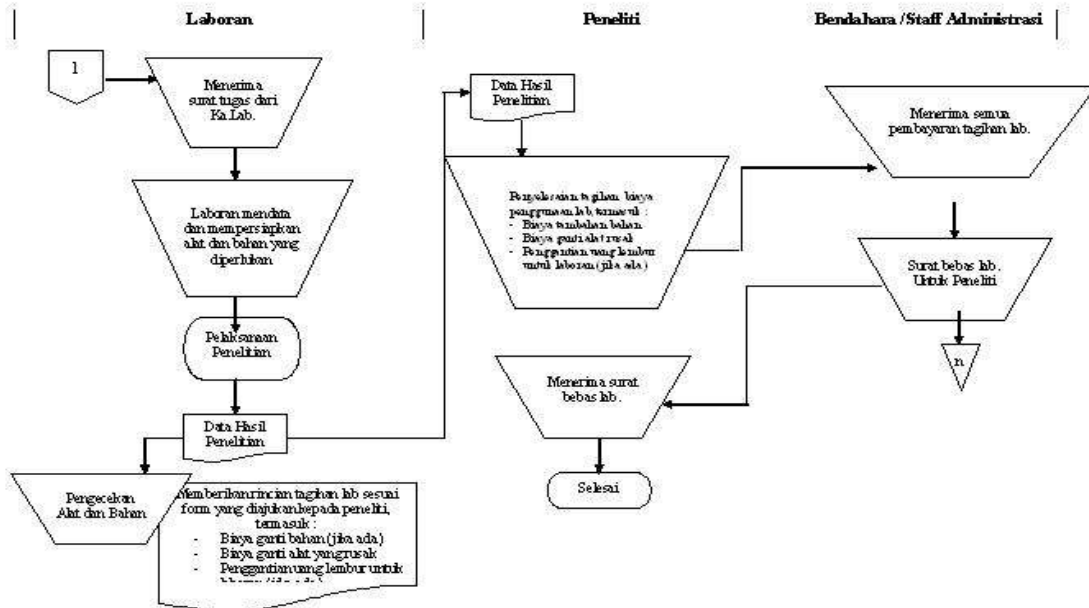 Laboran
Peneliti
Bendahara /Staff Administrasi
1
Menerima
surat tugas dari
Ka Lab.
Laboran mendata
dan mempersiapkan
alat dan bahan yang
diperlukan
Pelaksanaan
Penelitian
Data Hasil
Penelitian
Pengecekan
Alat dan Bahan
Memberikan rincian tagihan lab sesuai
form yang diajukan kepada peneliti,
termasuk :
- Biaya ganti bahan (jika ada)
- Biaya ganti alat yang rusak
- Penggantian uang lembur untuk
laboran (jika ada)
Data Hasil
Penelitian
Penyelesaian tagihan biaya
penggunaan lab, termasuk :
- Biaya tambahan bahan
- Biaya ganti alat rusak
- Penggantian uang lembur
untuk laboran (jika ada)
Menerima surat
bebas lab.
Selesai
Menerima semua
pembayaran tagihan lab.
Surat bebas lab.
Untuk Peneliti
n